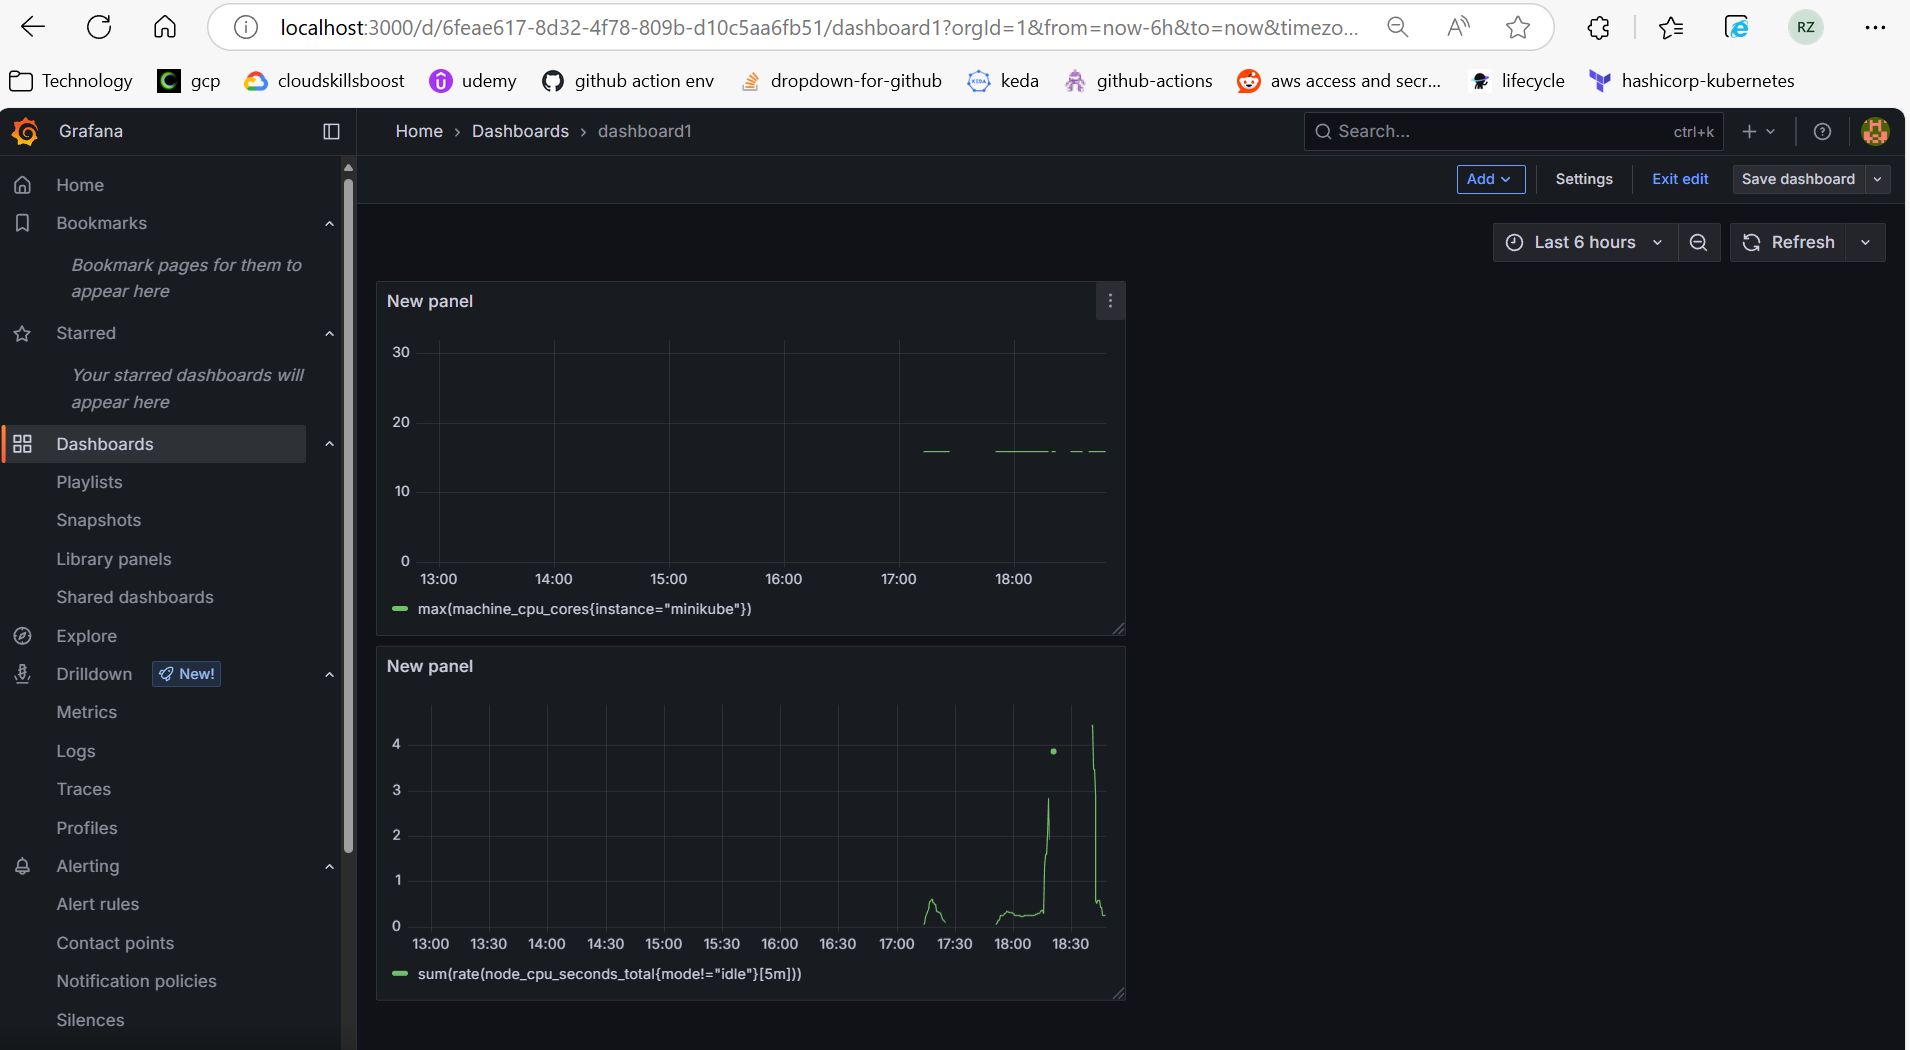 localhost:3000/d/6feae617-8d32-4f78-809b-d10c5aa6fb51/dashboard1?orgId=1&from=now-6h&to=now&timezo...
RZ
Technology
gcp
cloudskillsboost
udemy
github action env
dropdown-for-github
keda
github-actions
aws access and secr...
lifecycle
hashicorp-kubernetes
Grafana
Home › Dashboards › dashboard1
Search...
ctrl+k
Add
Settings
Exit edit
Save dashboard
Last 6 hours
Refresh
Home
Bookmarks
Bookmark pages for them to
appear here
Starred
Your starred dashboards will
appear here
Dashboards
Playlists
Snapshots
Library panels
Shared dashboards
Explore
Drilldown
New!
Metrics
Logs
Traces
Profiles
Alerting
Alert rules
Contact points
Notification policies
Silences
New panel
30
20
10
0
13:00 14:00 15:00 16:00 17:00 18:00
max(machine_cpu_cores{instance="minikube"})
New panel
4
3
2
1
0
13:00 13:30 14:00 14:30 15:00 15:30 16:00 16:30 17:00 17:30 18:00 18:30
sum(rate(node_cpu_seconds_total{mode!="idle"}[5m]))